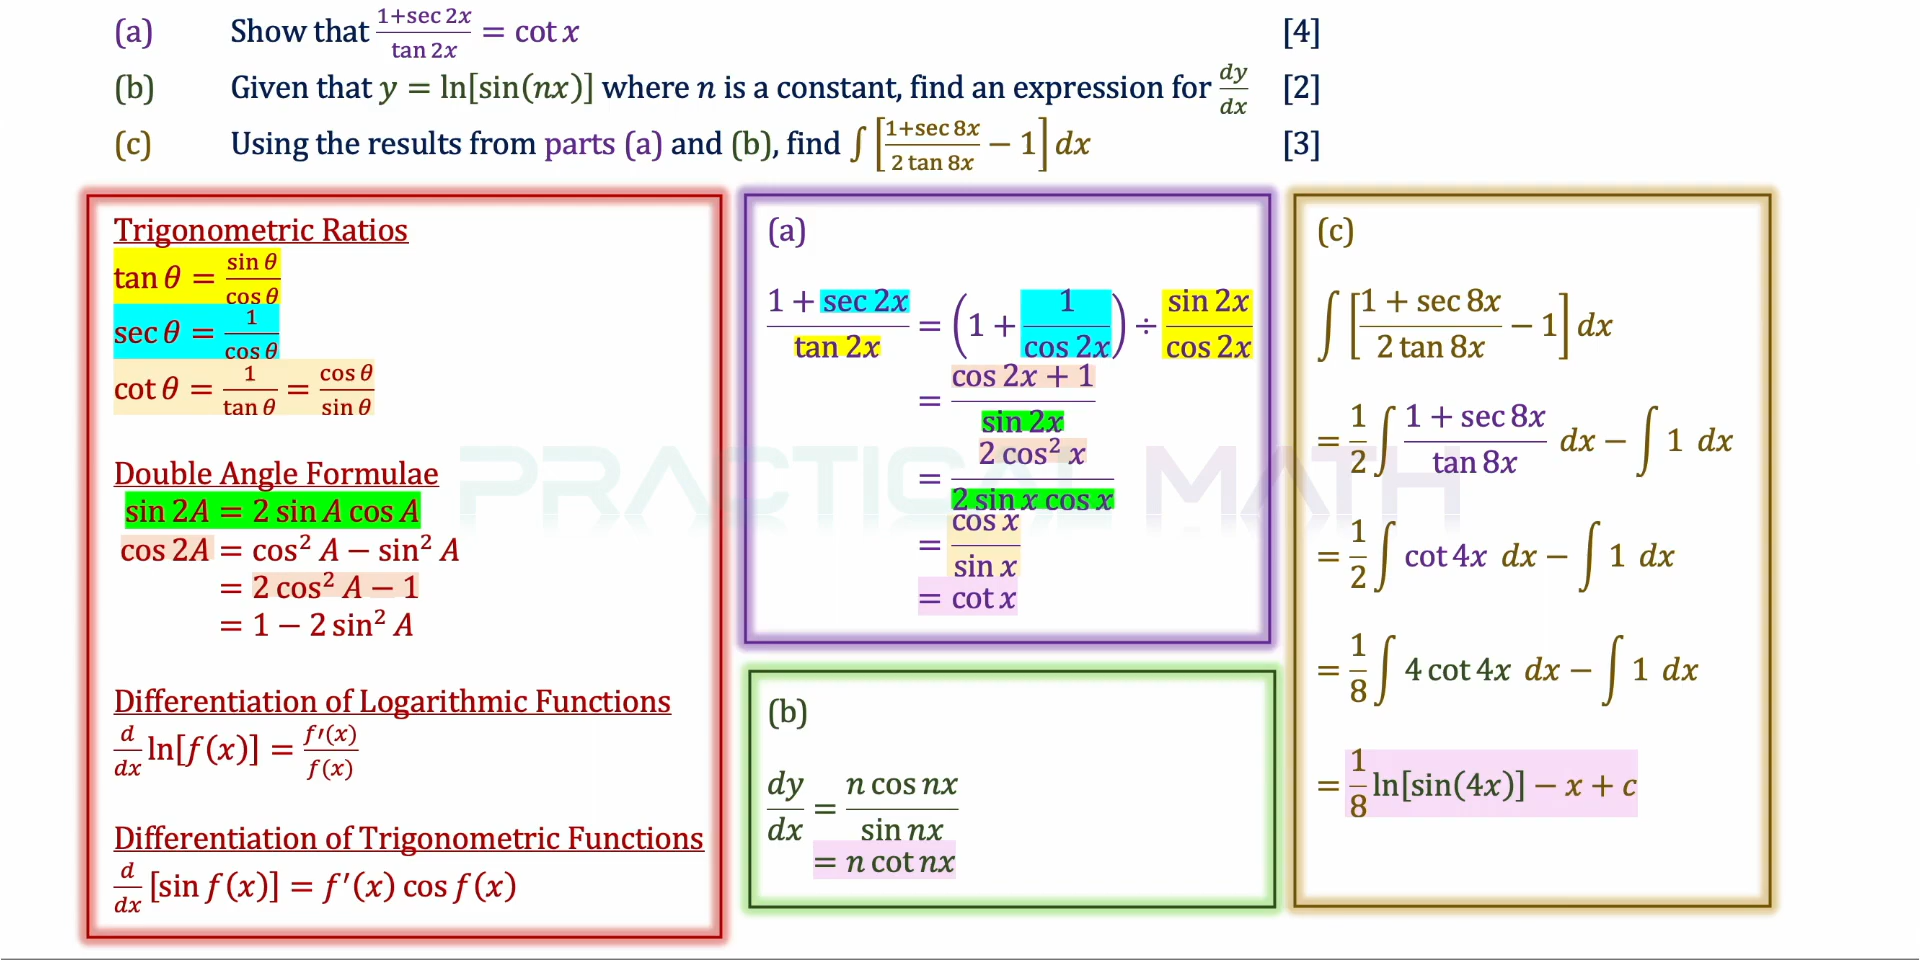 (a) Show that (1+sec 2x)/(tan 2x) = cot x [4]
(b) Given that y = ln[sin(nx)] where n is a constant, find an expression for dy/dx [2]
(c) Using the results from parts (a) and (b), find ∫ [(1+sec 8x)/(2 tan 8x) − 1] dx [3]
Trigonometric Ratios
tan θ = sin θ/cos θ
sec θ = 1/cos θ
cot θ = 1/tan θ = cos θ/sin θ
Double Angle Formulae
sin 2A = 2 sin A cos A
cos 2A = cos² A − sin² A
= 2 cos² A − 1
= 1 − 2 sin² A
Differentiation of Logarithmic Functions
d/dx ln[f(x)] = f′(x)/f(x)
Differentiation of Trigonometric Functions
d/dx [sin f(x)] = f′(x) cos f(x)
(a)
(1 + sec 2x)/(tan 2x) = (1 + 1/cos 2x) ÷ sin 2x/cos 2x
= (cos 2x + 1)/(sin 2x)
= (2 cos² x)/(2 sin x cos x)
= cos x/sin x
= cot x
(b)
dy/dx = (n cos nx)/(sin nx)
= n cot nx
(c)
∫ [(1 + sec 8x)/(2 tan 8x) − 1] dx
= 1/2 ∫ (1 + sec 8x)/(tan 8x) dx − ∫ 1 dx
= 1/2 ∫ cot 4x dx − ∫ 1 dx
= 1/8 ∫ 4 cot 4x dx − ∫ 1 dx
= 1/8 ln[sin(4x)] − x + c
PRACTICAL MATH